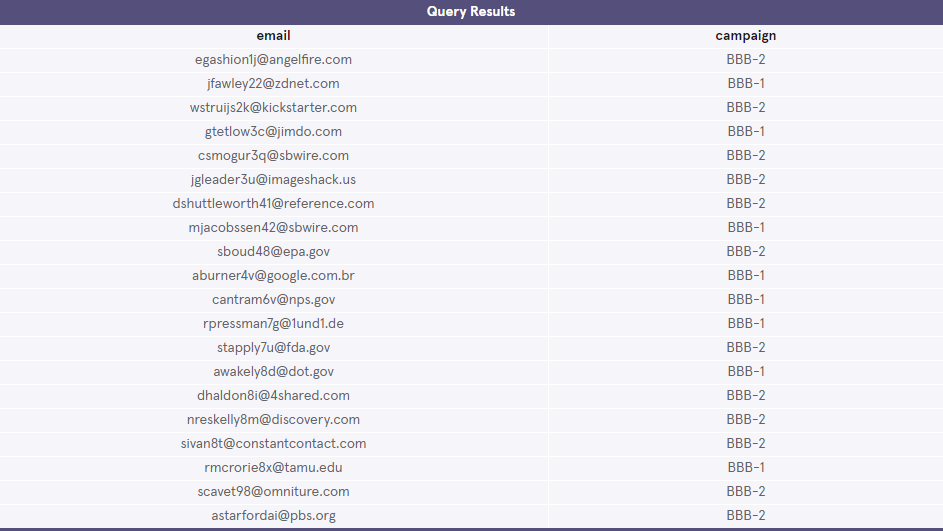 Query Results
email campaign
egashion1j@angelfire.com BBB-2
jfawley22@zdnet.com BBB-1
wstruijs2k@kickstarter.com BBB-2
gtetlow3c@jimdo.com BBB-1
csmogur3q@sbwire.com BBB-2
jgleader3u@imageshack.us BBB-2
dshuttleworth41@reference.com BBB-2
mjacobssen42@sbwire.com BBB-1
sboud48@epa.gov BBB-2
aburner4v@google.com.br BBB-1
cantram6v@nps.gov BBB-1
rpressman7g@1und1.de BBB-1
stapply7u@fda.gov BBB-2
awakely8d@dot.gov BBB-1
dhaldon8i@4shared.com BBB-2
nreskelly8m@discovery.com BBB-2
sivan8t@constantcontact.com BBB-2
rmcrorie8x@tamu.edu BBB-1
scavet98@omniture.com BBB-2
astarfordai@pbs.org BBB-2